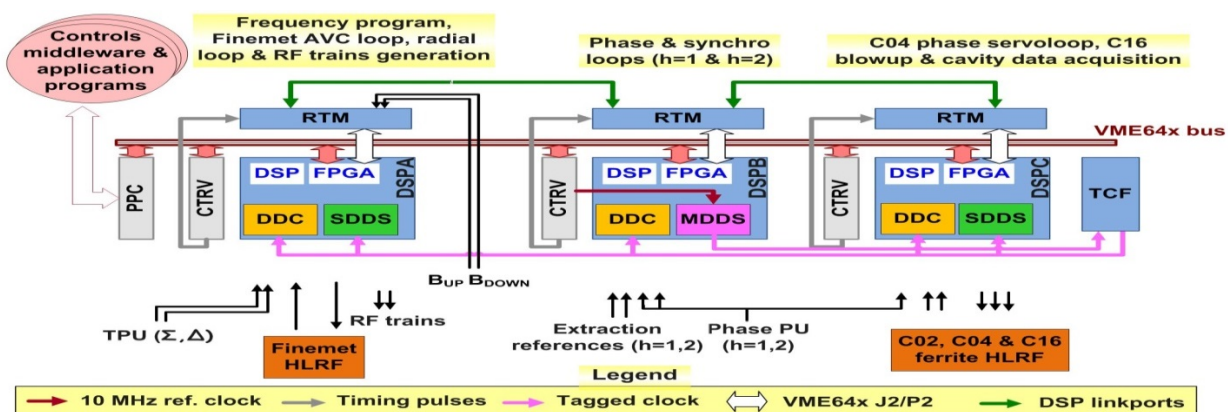 Controls
middleware &
application
programs
Frequency program,
Finemet AVC loop, radial
loop & RF trains generation
Phase & synchro
loops (h=1 & h=2)
C04 phase servoloop, C16
blowup & cavity data acquisition
RTM
RTM
RTM
VME64x bus
PPC
CTRV
DSP FPGA
DSPA
DDC
SDDS
CTRV
DSP FPGA
DSPB
DDC
MDDS
CTRV
DSP FPGA
DSPC
DDC
SDDS
TCF
BUP BDOWN
TPU (Σ,Δ)
RF trains
Finemet
HLRF
Extraction
references (h=1,2)
Phase PU
(h=1,2)
C02, C04 & C16
ferrite HLRF
Legend
10 MHz ref. clock
Timing pulses
Tagged clock
VME64x J2/P2
DSP linkports